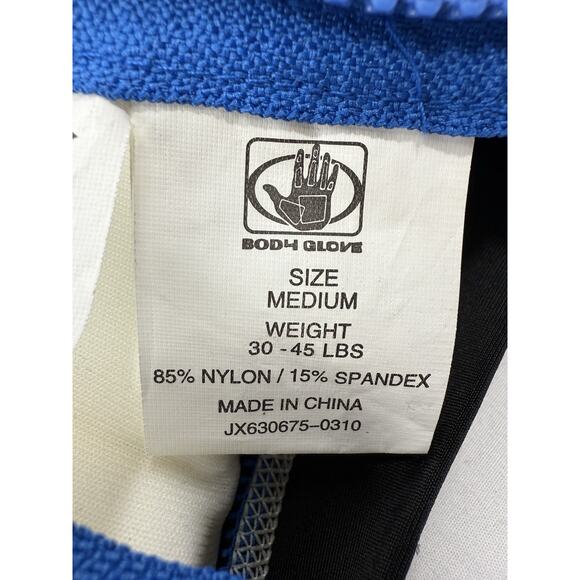 BODY GLOVE
SIZE
MEDIUM
WEIGHT
30 - 45 LBS
85% NYLON / 15% SPANDEX
MADE IN CHINA
JX630675-0310